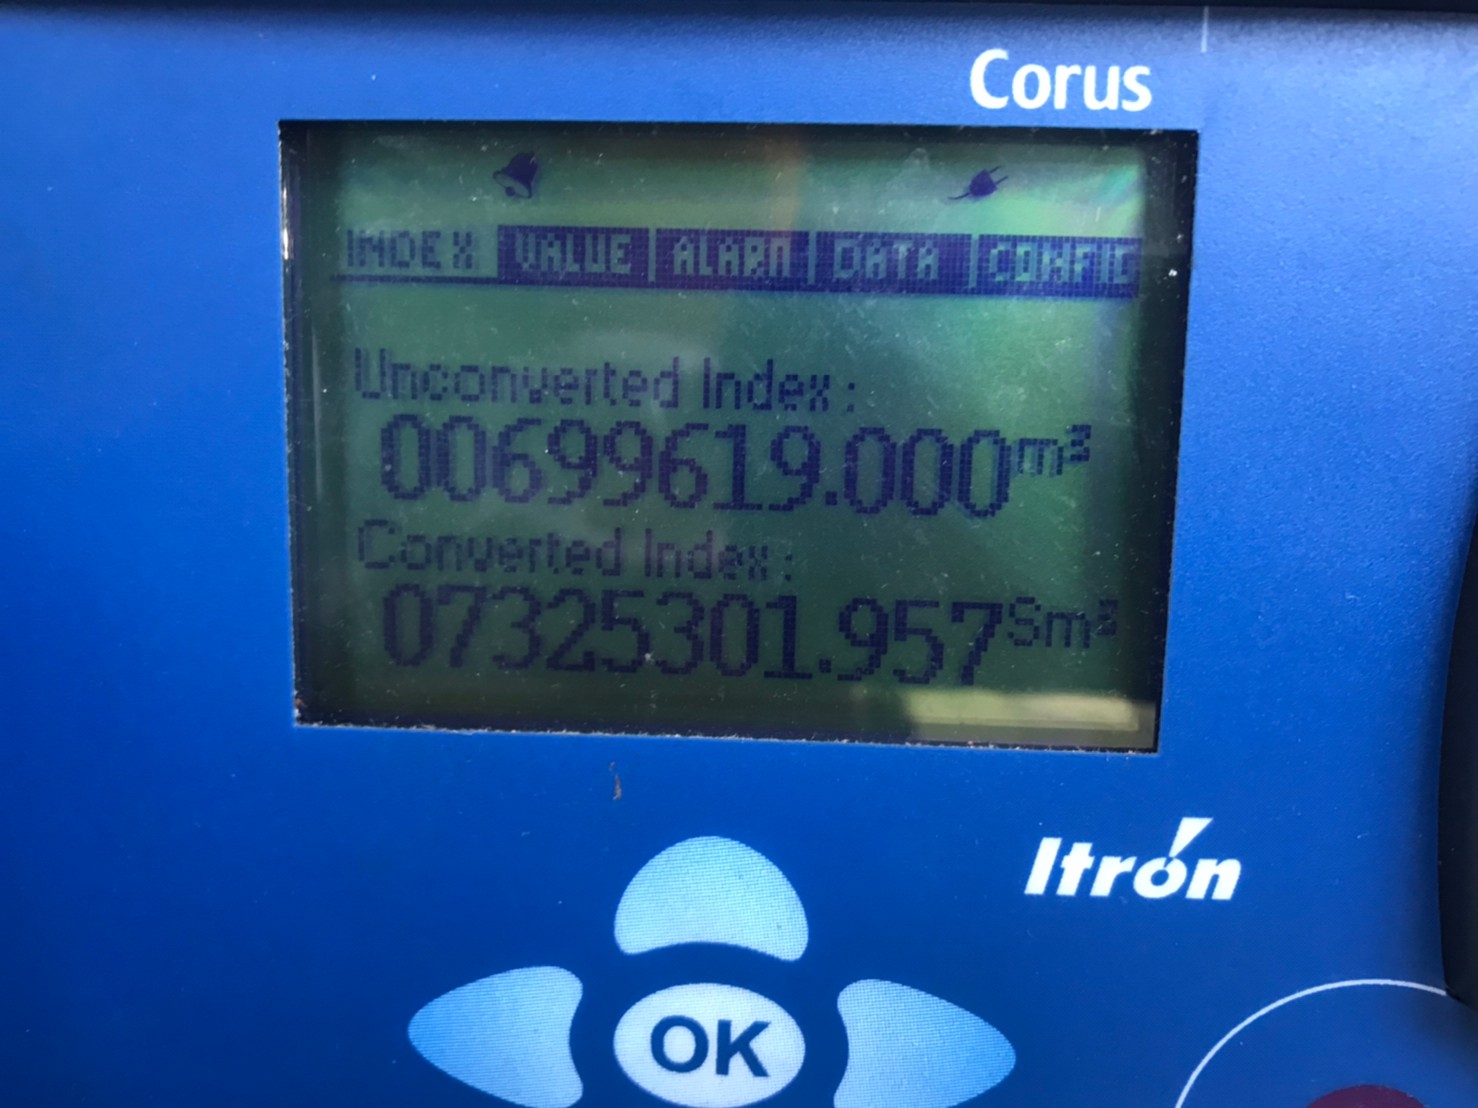 Corus
INDEX VALUE ALARM DATA CONFIG
Unconverted Index:
00699619.000m³
Converted Index:
07325301.957Sm³
Itron
OK